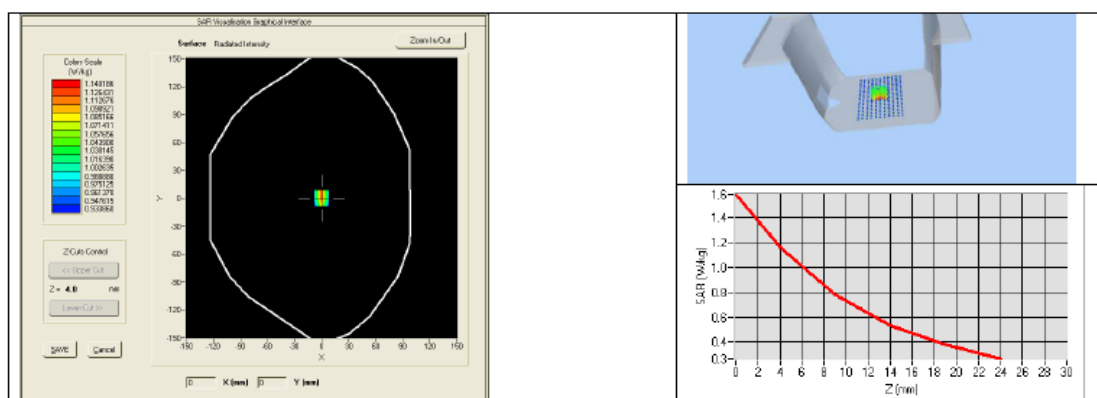 SAR Visualisation Graphical Interface
Surface Radiated Intensity
Zoom In/Out
Colors Scale
(W/kg)
1.140186
1.126431
1.112676
1.098921
1.085166
1.071411
1.057656
1.043900
1.030145
1.016390
1.002635
0.988880
0.975125
0.961370
0.947615
0.933860
Z-Cuts Control
<< Upper Cut
Z = 4.0 mm
Lower Cut >>
SAVE Cancel
150-
120-
90-
60-
30-
0-
-30-
-60-
-90-
-120-
-150-
Y
-150 -120 -90 -60 -30 0 30 60 90 120 150
X
0 X (mm) 0 Y (mm)
1.6-
1.4-
1.2-
1.0-
0.8-
0.6-
0.4-
0.3-
SAR (W/kg)
0 2 4 6 8 10 12 14 16 18 20 22 24 26 28 30
Z (mm)